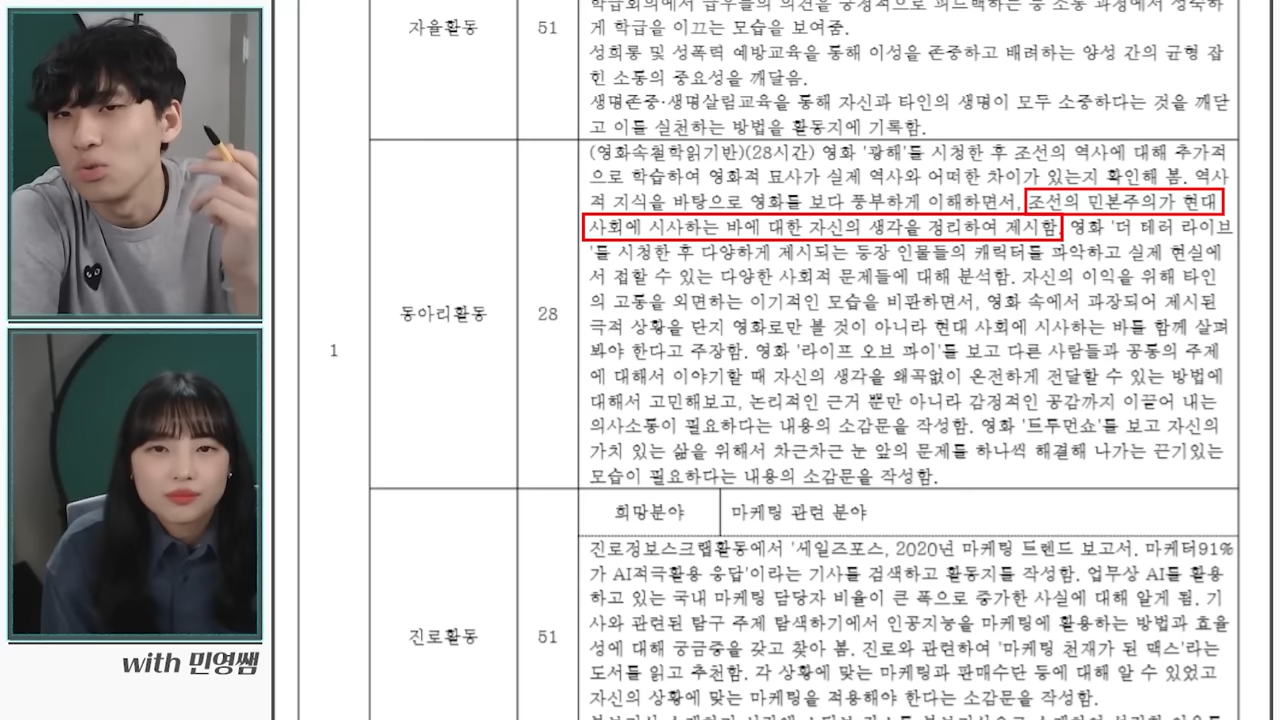 학급회의에서 급우들의 의견을 긍정적으로 피드백하는 등 소통 과정에서 성숙하
게 학급을 이끄는 모습을 보여줌.
성희롱 및 성폭력 예방교육을 통해 이성을 존중하고 배려하는 양성 간의 균형 잡
힌 소통의 중요성을 깨달음.
생명존중·생명살림교육을 통해 자신과 타인의 생명이 모두 소중하다는 것을 깨닫
고 이를 실천하는 방법을 활동지에 기록함.
자율활동
51
(영화속철학읽기반)(28시간) 영화 '광해'를 시청한 후 조선의 역사에 대해 추가적
으로 학습하여 영화적 묘사가 실제 역사와 어떠한 차이가 있는지 확인해 봄. 역사
적 지식을 바탕으로 영화를 보다 풍부하게 이해하면서, 조선의 민본주의가 현대
사회에 시사하는 바에 대한 자신의 생각을 정리하여 제시함. 영화 '더 테러 라이브
'를 시청한 후 다양하게 제시되는 등장 인물들의 캐릭터를 파악하고 실제 현실에
서 접할 수 있는 다양한 사회적 문제들에 대해 분석함. 자신의 이익을 위해 타인
의 고통을 외면하는 이기적인 모습을 비판하면서, 영화 속에서 과장되어 제시된
극적 상황을 단지 영화로만 볼 것이 아니라 현대 사회에 시사하는 바를 함께 살펴
봐야 한다고 주장함. 영화 '라이프 오브 파이'를 보고 다른 사람들과 공통의 주제
에 대해서 이야기할 때 자신의 생각을 왜곡없이 온전하게 전달할 수 있는 방법에
대해서 고민해보고, 논리적인 근거 뿐만 아니라 감정적인 공감까지 이끌어 내는
의사소통이 필요하다는 내용의 소감문을 작성함. 영화 '트루먼쇼'를 보고 자신의
가치 있는 삶을 위해서 차근차근 눈 앞의 문제를 하나씩 해결해 나가는 끈기있는
모습이 필요하다는 내용의 소감문을 작성함.
동아리활동
28
1
희망분야
마케팅 관련 분야
진로정보스크랩활동에서 '세일즈포스, 2020년 마케팅 트렌드 보고서. 마케터91%
가 AI적극활용 응답'이라는 기사를 검색하고 활동지를 작성함. 업무상 AI를 활용
하고 있는 국내 마케팅 담당자 비율이 큰 폭으로 증가한 사실에 대해 알게 됨. 기
사와 관련된 탐구 주제 탐색하기에서 인공지능을 마케팅에 활용하는 방법과 효율
성에 대해 궁금증을 갖고 찾아 봄. 진로와 관련하여 '마케팅 천재가 된 맥스'라는
도서를 읽고 추천함. 각 상황에 맞는 마케팅과 판매수단 등에 대해 알 수 있었고
자신의 상황에 맞는 마케팅을 적용해야 한다는 소감문을 작성함.
진로활동
51
with 민영쌤